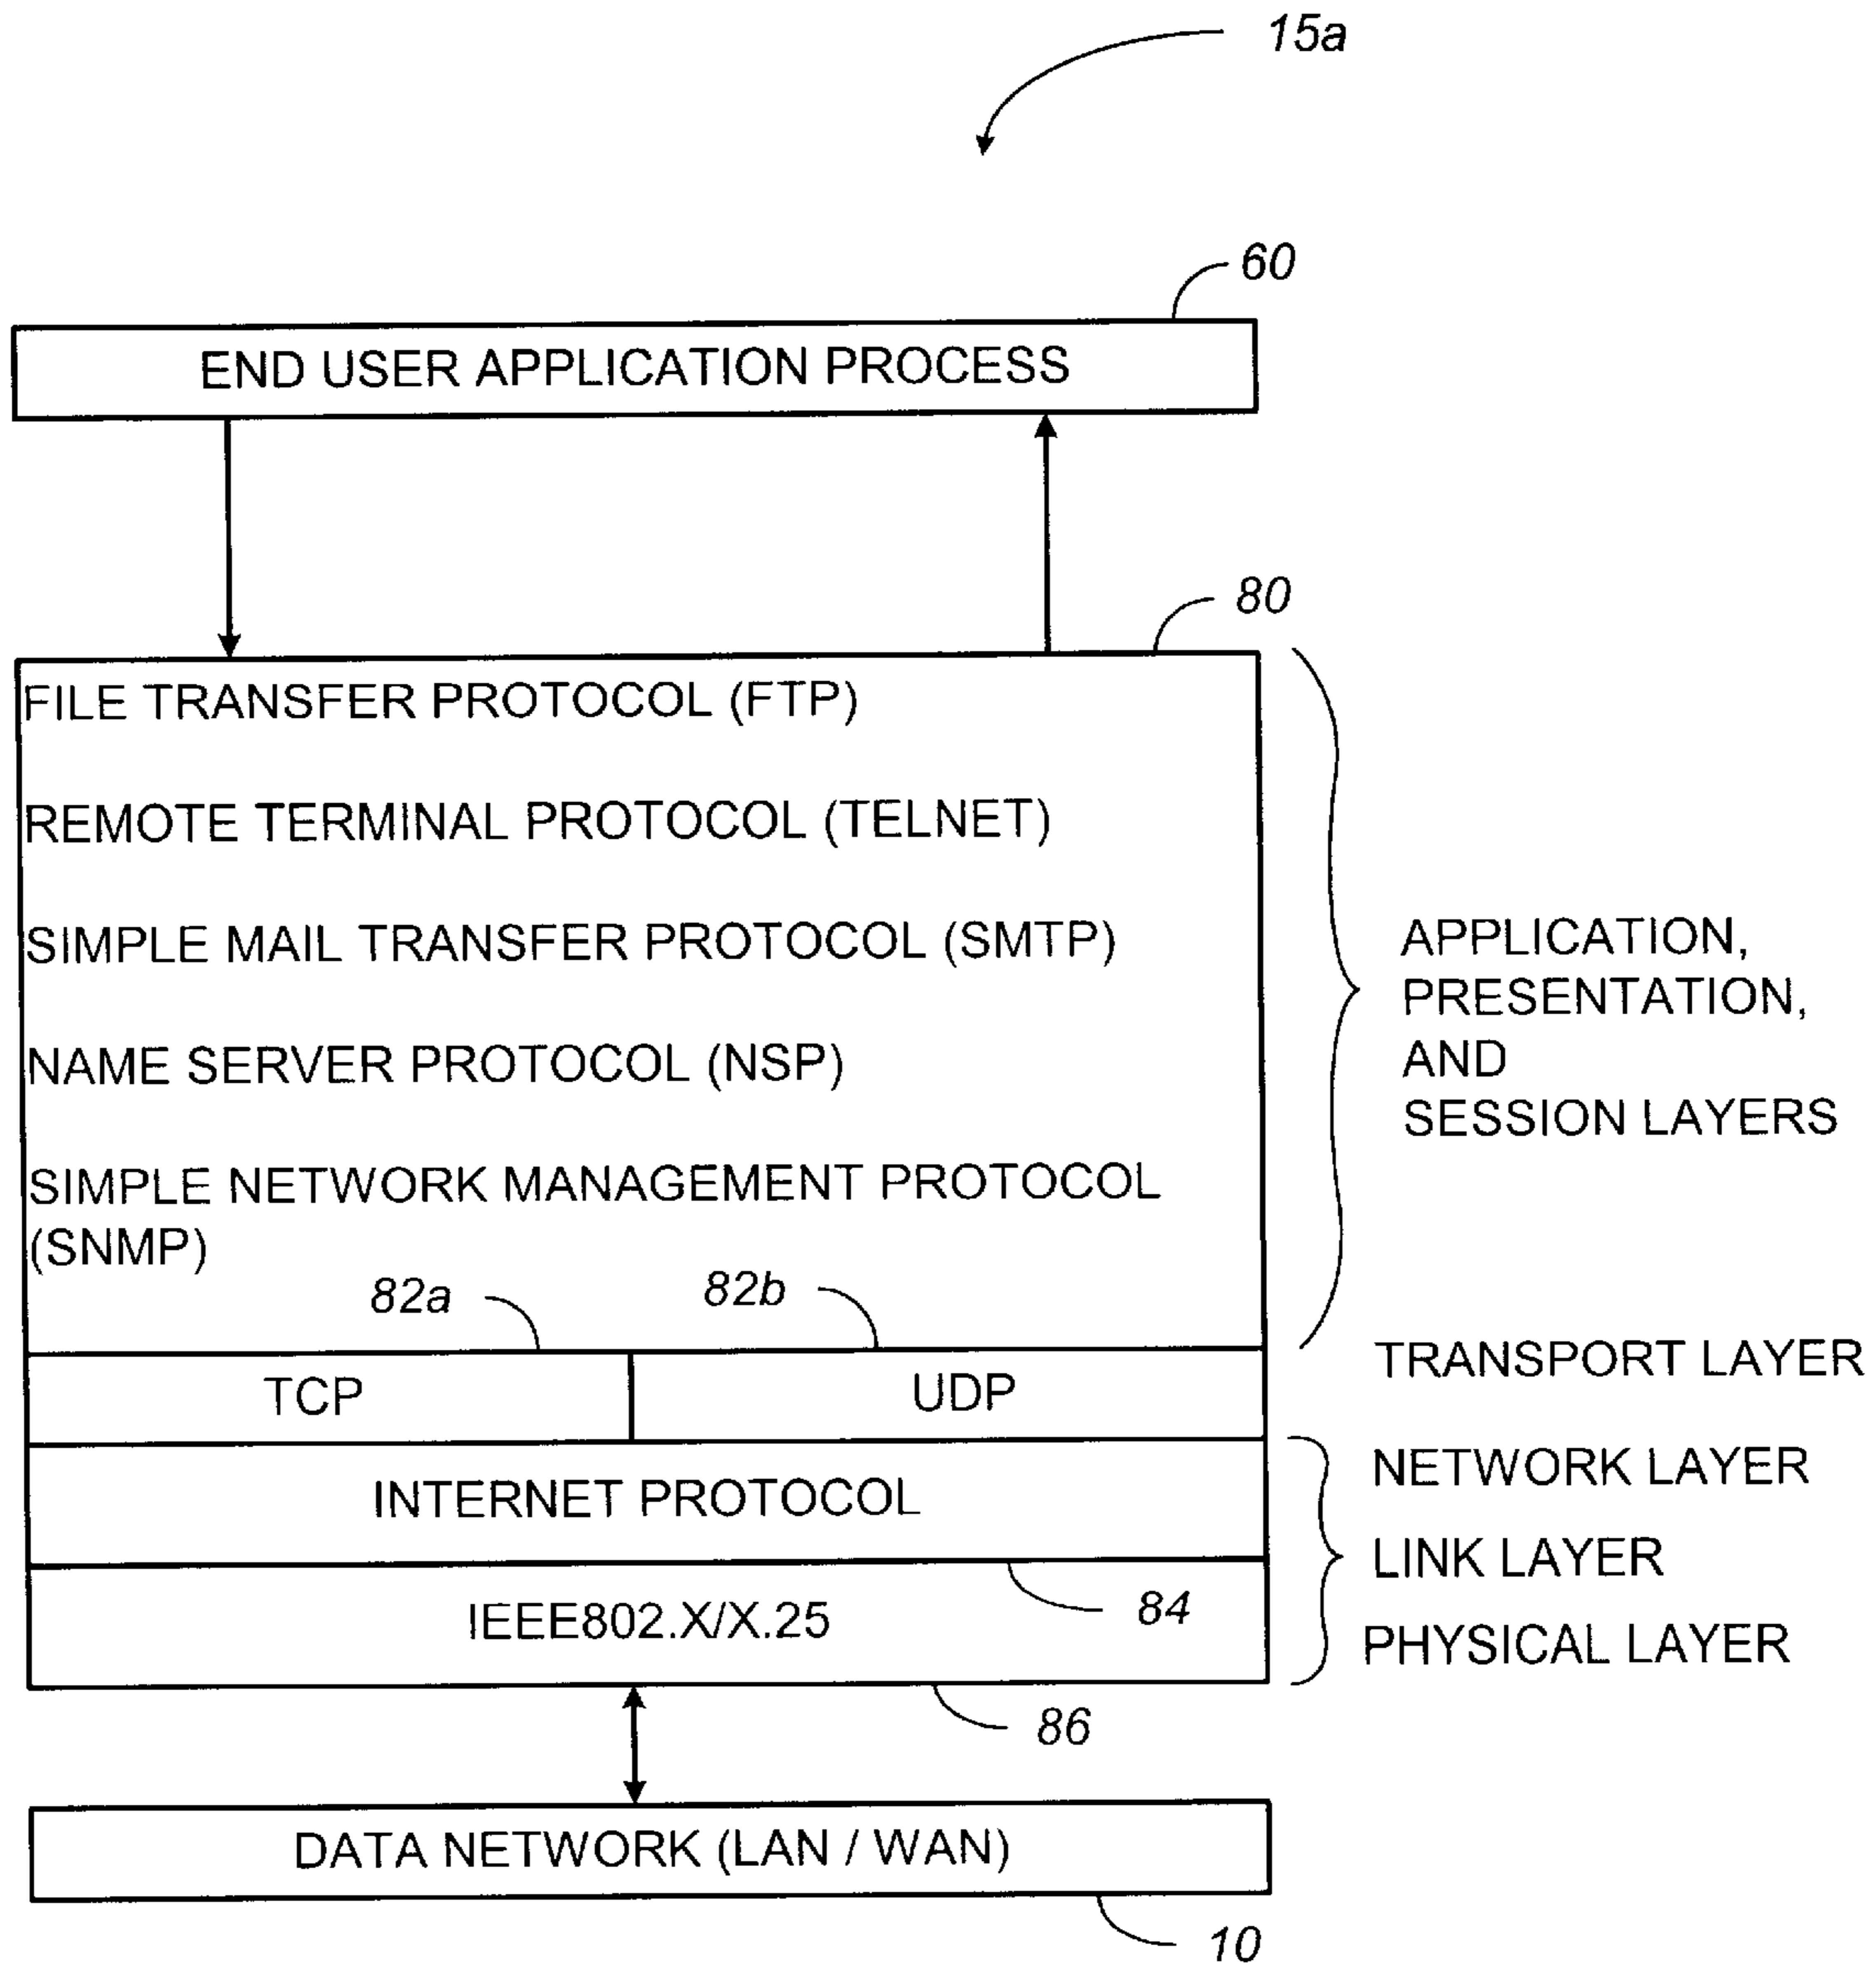 15a
60
END USER APPLICATION PROCESS
80
FILE TRANSFER PROTOCOL (FTP)
REMOTE TERMINAL PROTOCOL (TELNET)
SIMPLE MAIL TRANSFER PROTOCOL (SMTP)
NAME SERVER PROTOCOL (NSP)
SIMPLE NETWORK MANAGEMENT PROTOCOL
(SNMP)
APPLICATION,
PRESENTATION,
AND
SESSION LAYERS
82a
82b
TRANSPORT LAYER
TCP
UDP
NETWORK LAYER
INTERNET PROTOCOL
LINK LAYER
84
IEEE802.X/X.25
PHYSICAL LAYER
86
DATA NETWORK (LAN / WAN)
10